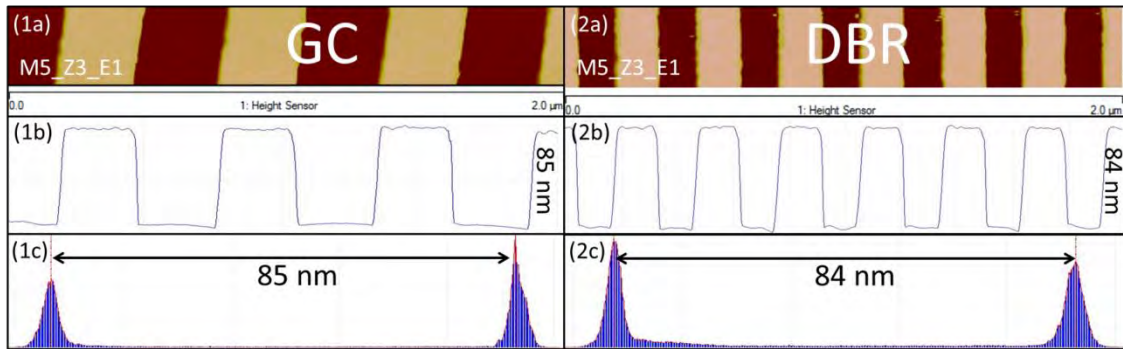 (1a)
GC
M5_Z3_E1
0.0
1: Height Sensor
2.0 µm
(1b)
85 nm
(1c)
85 nm
(2a)
DBR
M5_Z3_E1
0.0
1: Height Sensor
2.0 µm
(2b)
84 nm
(2c)
84 nm